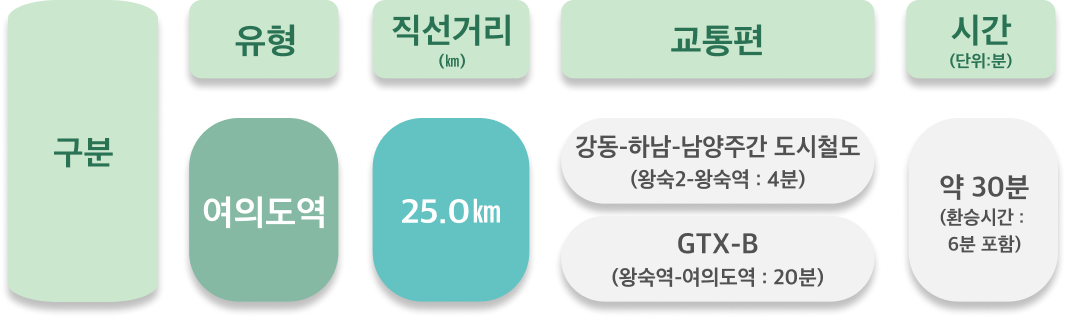 구분
유형
직선거리
(㎞)
교통편
시간
(단위:분)
여의도역
25.0㎞
강동-하남-남양주간 도시철도
(왕숙2-왕숙역 : 4분)
GTX-B
(왕숙역-여의도역 : 20분)
약 30분
(환승시간 :
6분 포함)